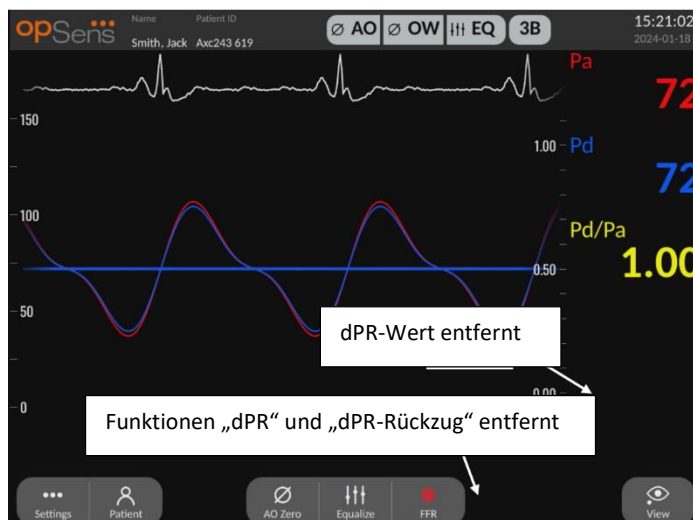 opSens
Name Patient ID
Smith, Jack Axc243 619
Ø AO Ø OW EQ 3B
15:21:02
2024-01-18
Pa
72
150
1.00
Pd
72
100
Pd/Pa
1.00
0.50
50
dPR-Wert entfernt
0.00
0
Funktionen „dPR“ und „dPR-Rückzug“ entfernt
Settings Patient AO Zero Equalize FFR View